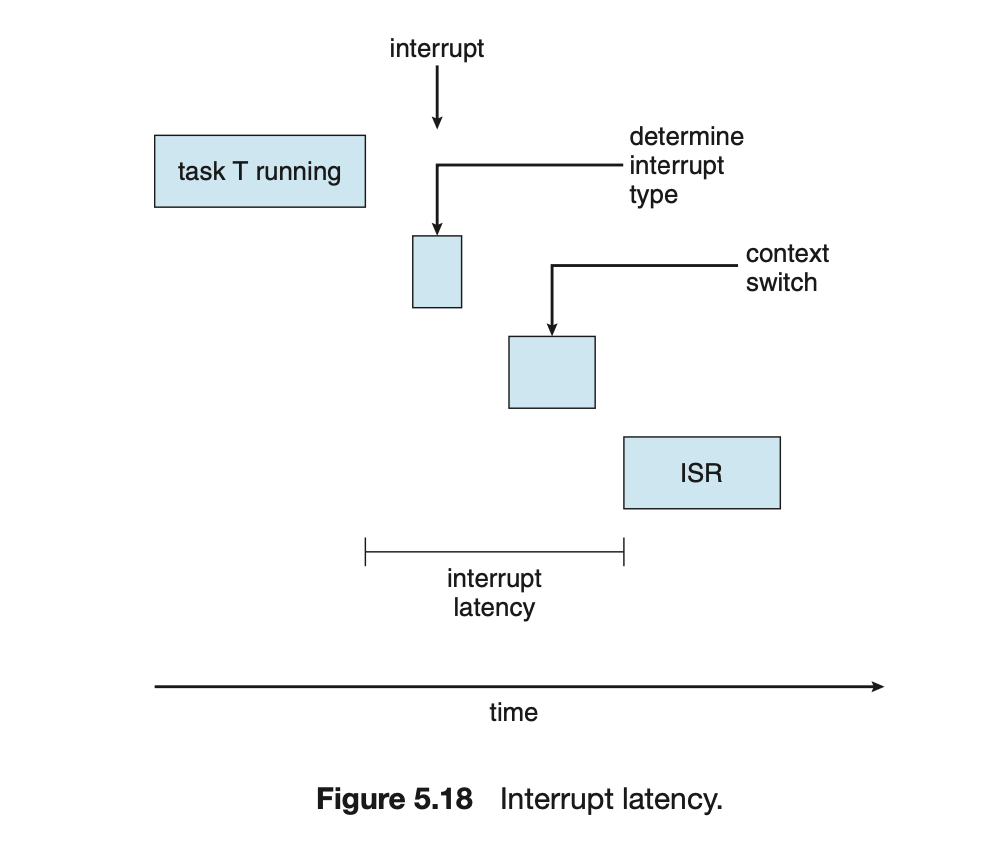 interrupt
task T running
determine
interrupt
type
context
switch
ISR
interrupt
latency
time
Figure 5.18 Interrupt latency.